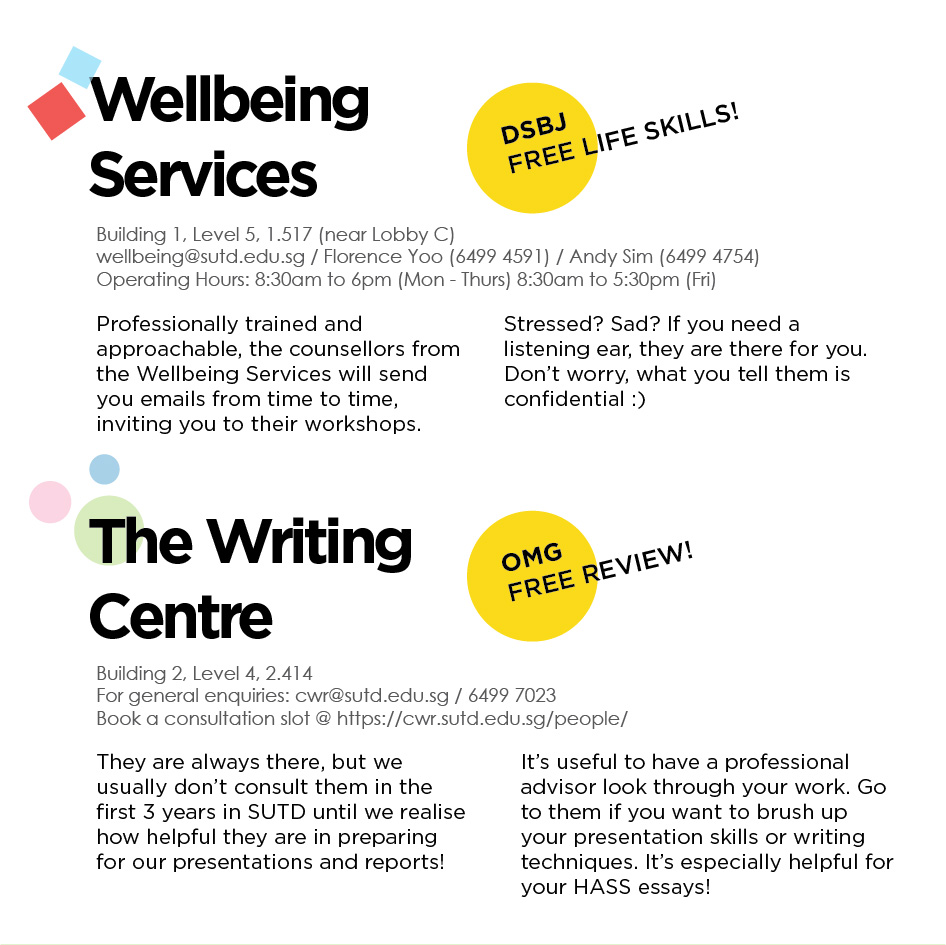 Wellbeing
Services
DSBJ
FREE LIFE SKILLS!
Building 1, Level 5, 1.517 (near Lobby C)
wellbeing@sutd.edu.sg / Florence Yoo (6499 4591) / Andy Sim (6499 4754)
Operating Hours: 8:30am to 6pm (Mon - Thurs) 8:30am to 5:30pm (Fri)
Professionally trained and
approachable, the counsellors from
the Wellbeing Services will send
you emails from time to time,
inviting you to their workshops.
Stressed? Sad? If you need a
listening ear, they are there for you.
Don’t worry, what you tell them is
confidential :)
The Writing
Centre
OMG
FREE REVIEW!
Building 2, Level 4, 2.414
For general enquiries: cwr@sutd.edu.sg / 6499 7023
Book a consultation slot @ https://cwr.sutd.edu.sg/people/
They are always there, but we
usually don’t consult them in the
first 3 years in SUTD until we realise
how helpful they are in preparing
for our presentations and reports!
It’s useful to have a professional
advisor look through your work. Go
to them if you want to brush up
your presentation skills or writing
techniques. It’s especially helpful for
your HASS essays!